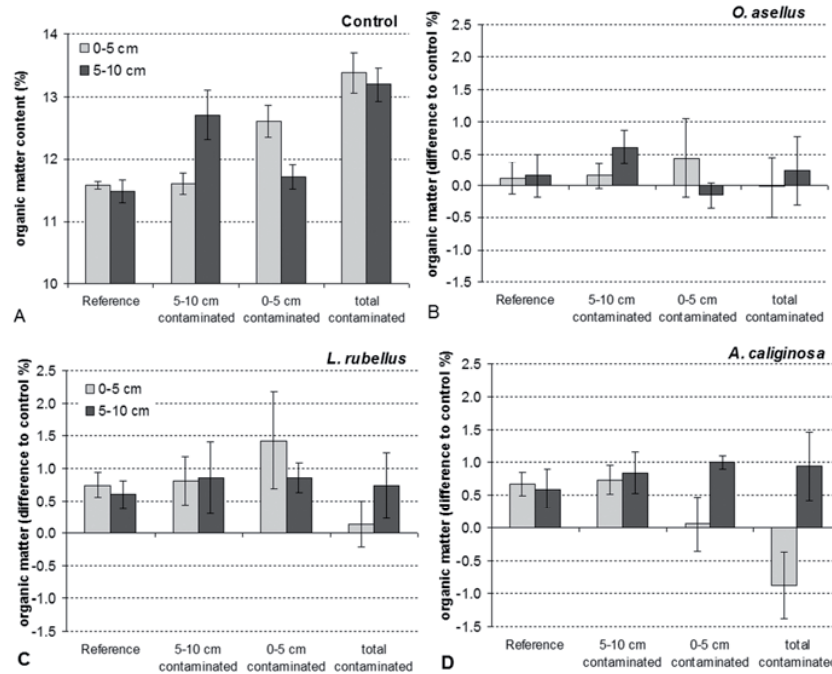 Control
organic matter content (%)
14
13
12
11
10
0-5 cm
5-10 cm
Reference
5-10 cm contaminated
0-5 cm contaminated
total contaminated
A
O. asellus
organic matter (difference to control %)
2.5
2.0
1.5
1.0
0.5
0.0
-0.5
-1.0
-1.5
Reference
5-10 cm contaminated
0-5 cm contaminated
total contaminated
B
L. rubellus
organic matter (difference to control %)
2.5
2.0
1.5
1.0
0.5
0.0
-0.5
-1.0
-1.5
0-5 cm
5-10 cm
Reference
5-10 cm contaminated
0-5 cm contaminated
total contaminated
C
A. caliginosa
organic matter (difference to control %)
2.5
2.0
1.5
1.0
0.5
0.0
-0.5
-1.0
-1.5
Reference
5-10 cm contaminated
0-5 cm contaminated
total contaminated
D